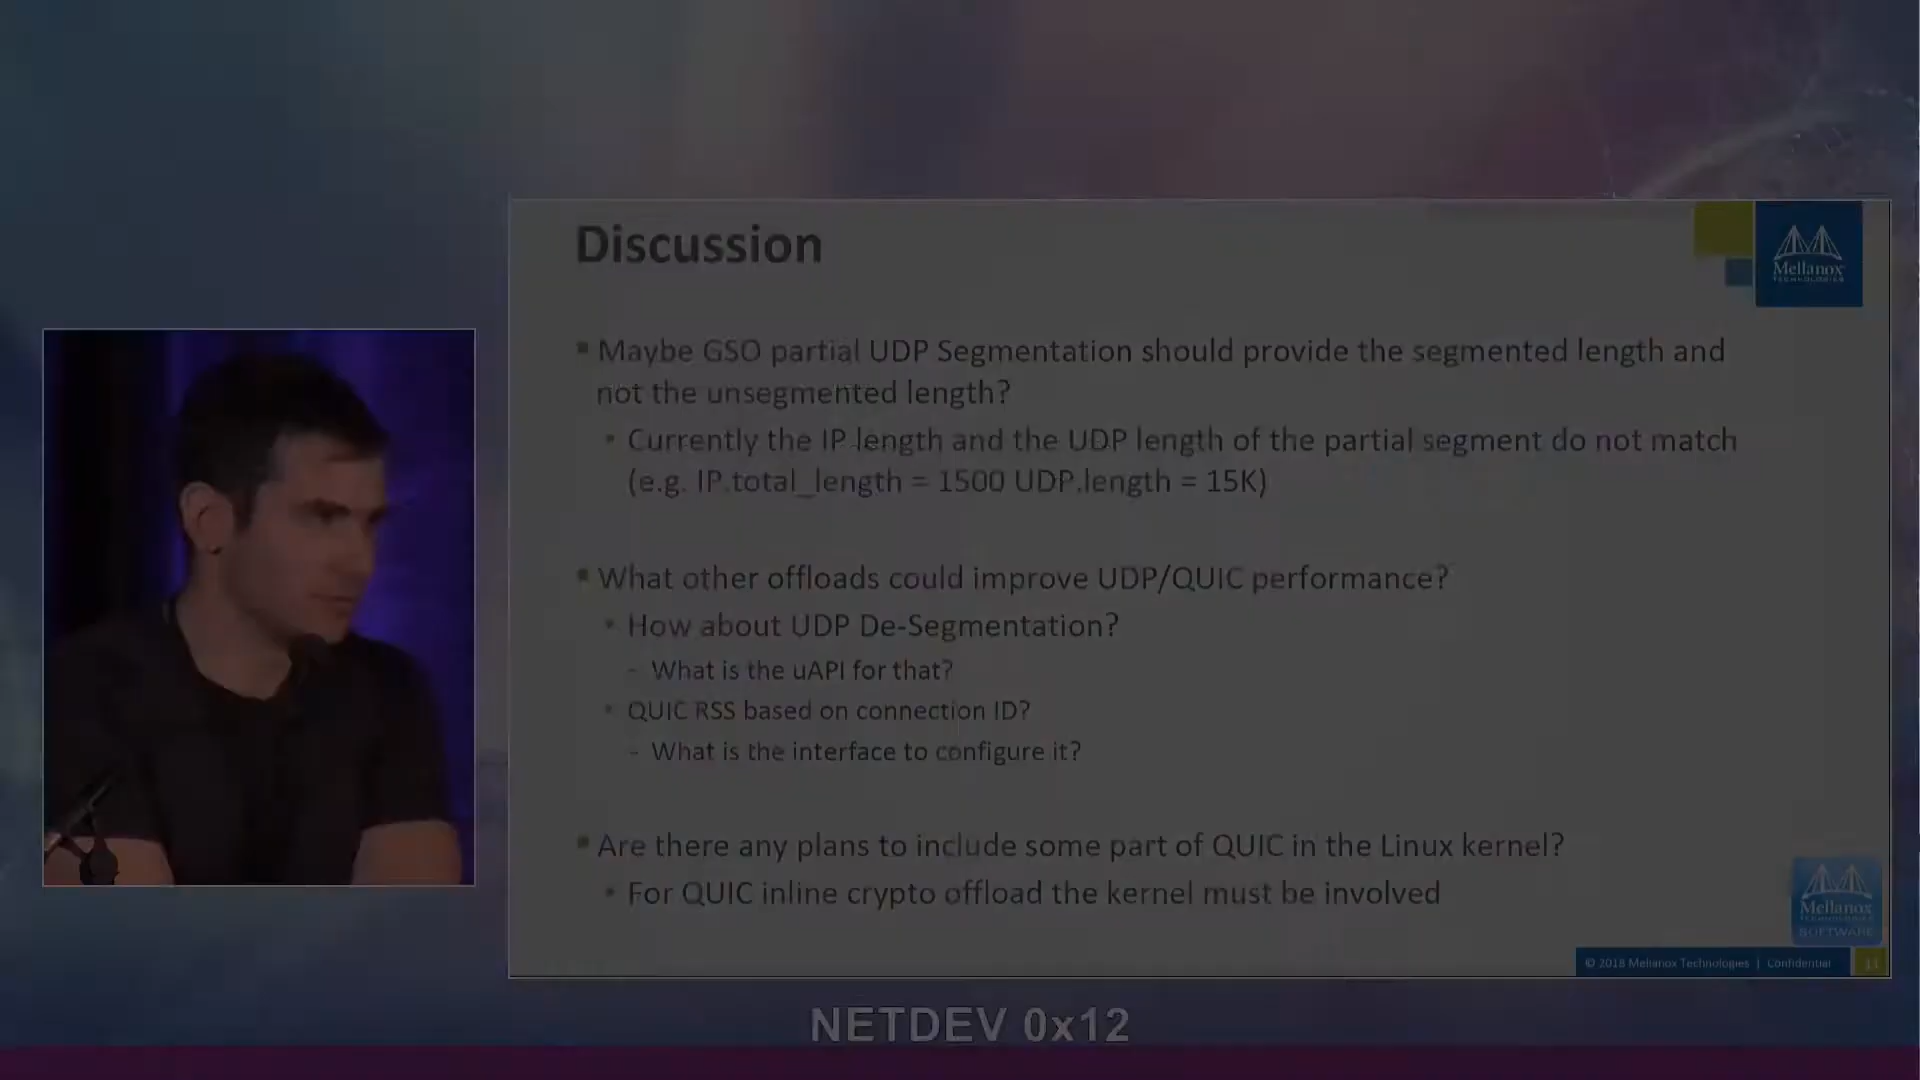 Discussion
Mellanox
TECHNOLOGIES
Maybe GSO partial UDP Segmentation should provide the segmented length and
not the unsegmented length?
Currently the IP length and the UDP length of the partial segment do not match
(e.g. IP.total_length = 1500 UDP.length = 15K)
What other offloads could improve UDP/QUIC performance?
How about UDP De-Segmentation?
- What is the uAPI for that?
QUIC RSS based on connection ID?
- What is the interface to configure it?
Are there any plans to include some part of QUIC in the Linux kernel?
For QUIC inline crypto offload the kernel must be involved
Mellanox
TECHNOLOGIES
SOFTWARE
© 2018 Mellanox Technologies | Confidential 11
NETDEV 0x12